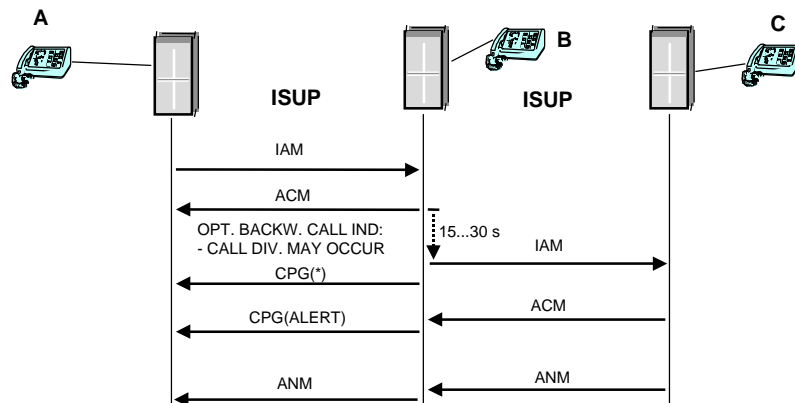 A
B
C
ISUP
ISUP
IAM
ACM
OPT. BACKW. CALL IND:
- CALL DIV. MAY OCCUR
15...30 s
IAM
CPG(*)
ACM
CPG(ALERT)
ANM
ANM